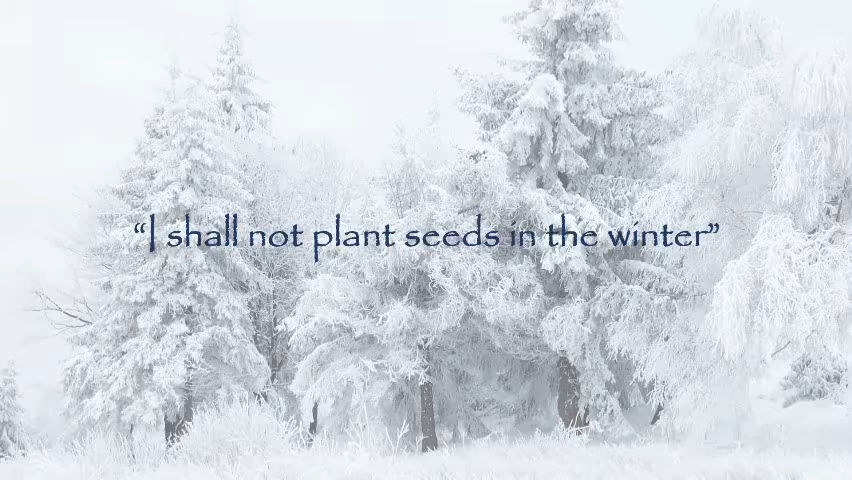 “I shall not plant seeds in the winter”